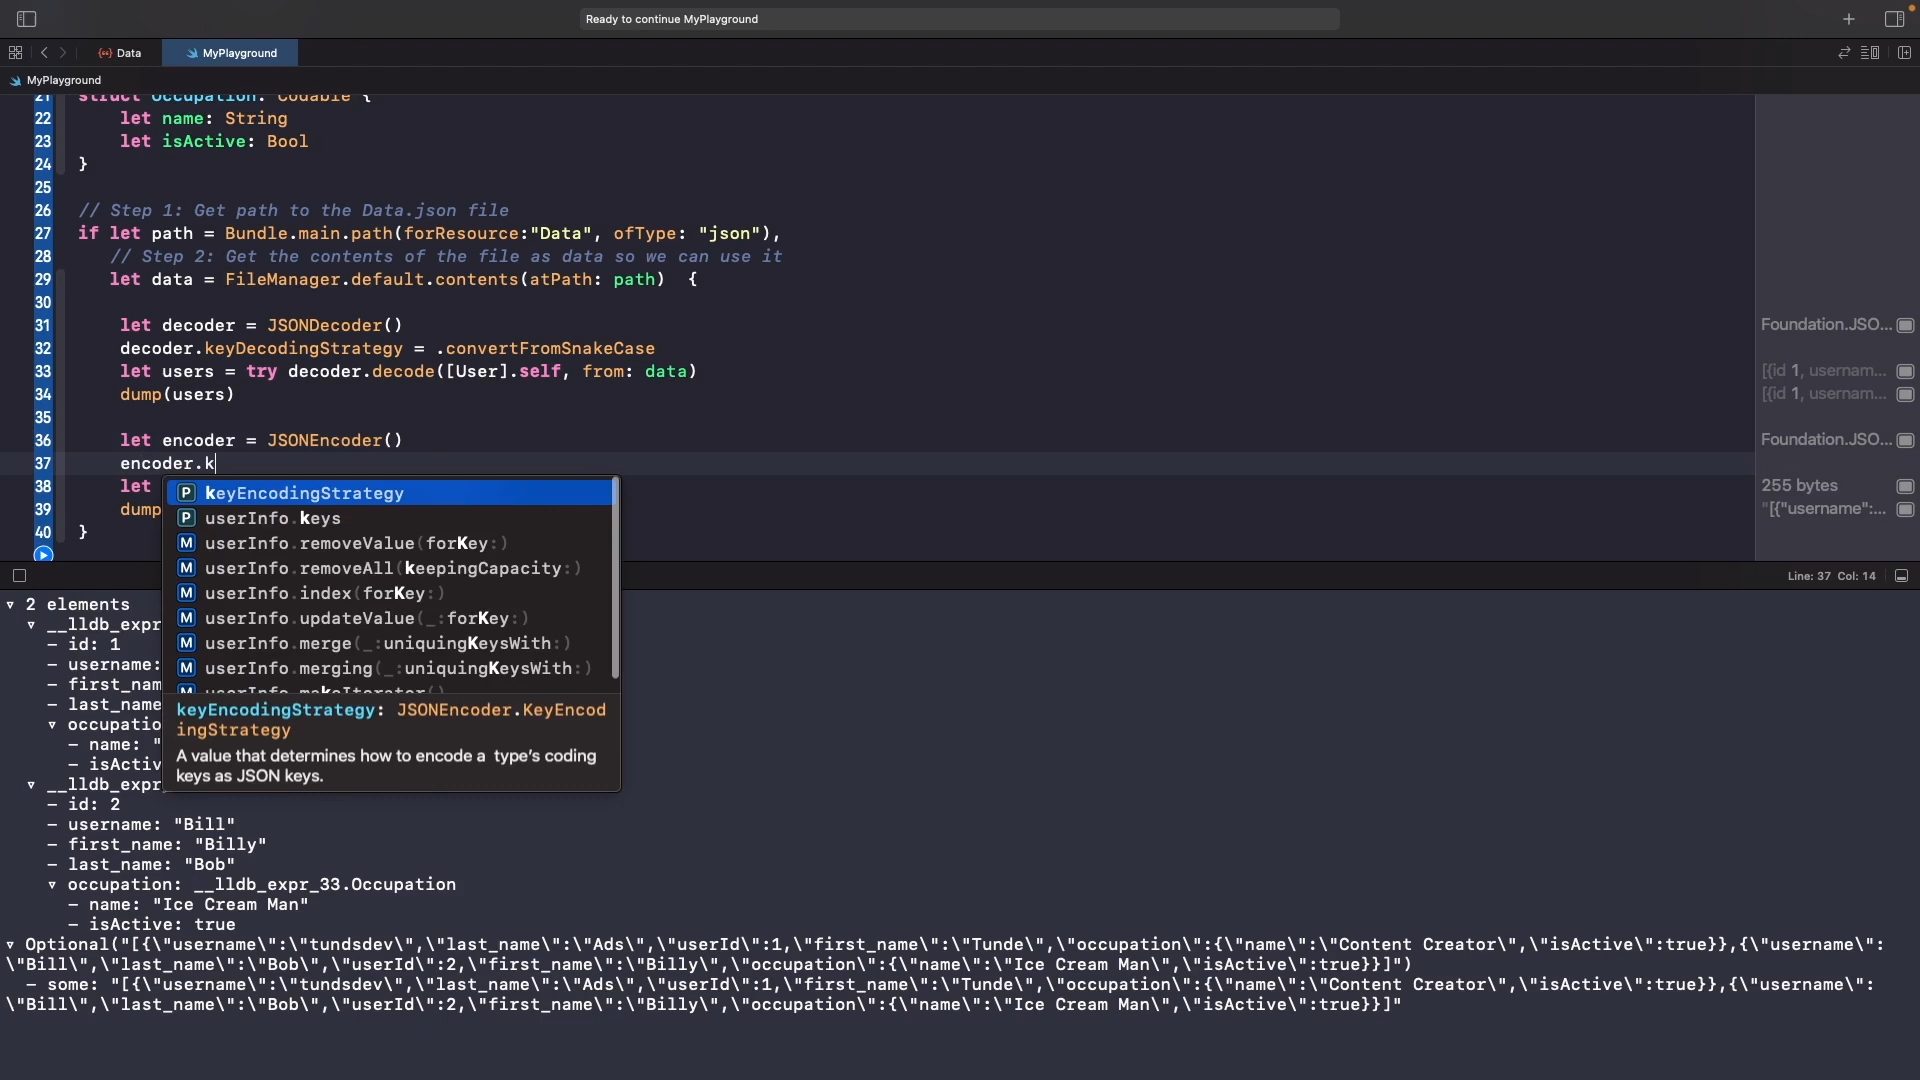 Ready to continue MyPlayground
Data
MyPlayground
MyPlayground
21 struct Occupation: Codable {
22 let name: String
23 let isActive: Bool
24 }
25
26 // Step 1: Get path to the Data.json file
27 if let path = Bundle.main.path(forResource:"Data", ofType: "json"),
28 // Step 2: Get the contents of the file as data so we can use it
29 let data = FileManager.default.contents(atPath: path) {
30
31 let decoder = JSONDecoder() Foundation.JSO...
32 decoder.keyDecodingStrategy = .convertFromSnakeCase
33 let users = try decoder.decode([User].self, from: data) [{id 1, usernam...
34 dump(users) [{id 1, usernam...
35
36 let encoder = JSONEncoder() Foundation.JSO...
37 encoder.k
38 let 255 bytes
39 dump "[{"username":...
40 }
P keyEncodingStrategy
P userInfo.keys
M userInfo.removeValue(forKey:)
M userInfo.removeAll(keepingCapacity:)
M userInfo.index(forKey:)
M userInfo.updateValue(_:forKey:)
M userInfo.merge(_:uniquingKeysWith:)
M userInfo.merging(_:uniquingKeysWith:)
M userInfo.makeIterator()
keyEncodingStrategy: JSONEncoder.KeyEncod
ingStrategy
A value that determines how to encode a type's coding
keys as JSON keys.
Line: 37 Col: 14
▿ 2 elements
▿ __lldb_expr
- id: 1
- username:
- first_nam
- last_name
▿ occupatio
- name: "
- isActiv
▿ __lldb_expr
- id: 2
- username: "Bill"
- first_name: "Billy"
- last_name: "Bob"
▿ occupation: __lldb_expr_33.Occupation
- name: "Ice Cream Man"
- isActive: true
▿ Optional("[{\"username\":\"tundsdev\",\"last_name\":\"Ads\",\"userId\":1,\"first_name\":\"Tunde\",\"occupation\":{\"name\":\"Content Creator\",\"isActive\":true}},{\"username\":
\"Bill\",\"last_name\":\"Bob\",\"userId\":2,\"first_name\":\"Billy\",\"occupation\":{\"name\":\"Ice Cream Man\",\"isActive\":true}}]")
- some: "[{\"username\":\"tundsdev\",\"last_name\":\"Ads\",\"userId\":1,\"first_name\":\"Tunde\",\"occupation\":{\"name\":\"Content Creator\",\"isActive\":true}},{\"username\":
\"Bill\",\"last_name\":\"Bob\",\"userId\":2,\"first_name\":\"Billy\",\"occupation\":{\"name\":\"Ice Cream Man\",\"isActive\":true}}]"